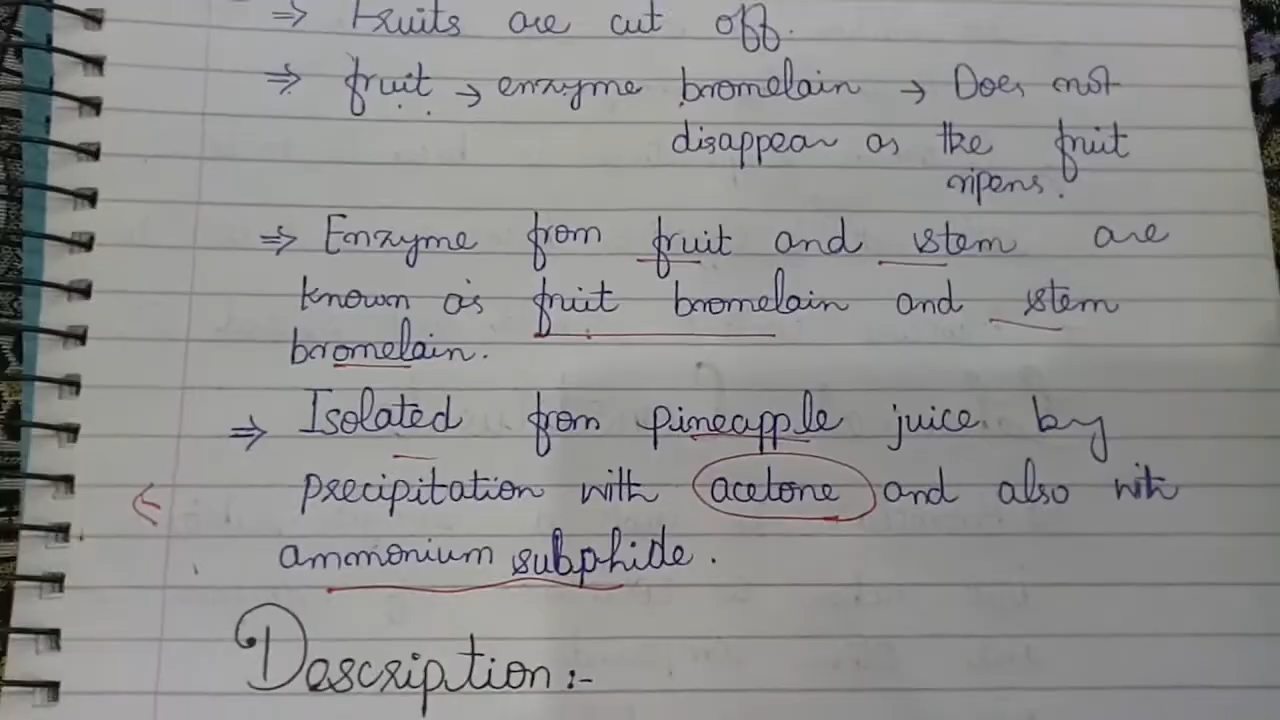 ⇒ Fruits are cut off.
⇒ fruit → enzyme bromelain → Does not
disappear as the fruit
ripens.
⇒ Enzyme from fruit and stem are
known as fruit bromelain and stem
bromelain.
⇒ Isolated from pineapple juice by
precipitation with acetone and also with
ammonium subphide.
Description :-